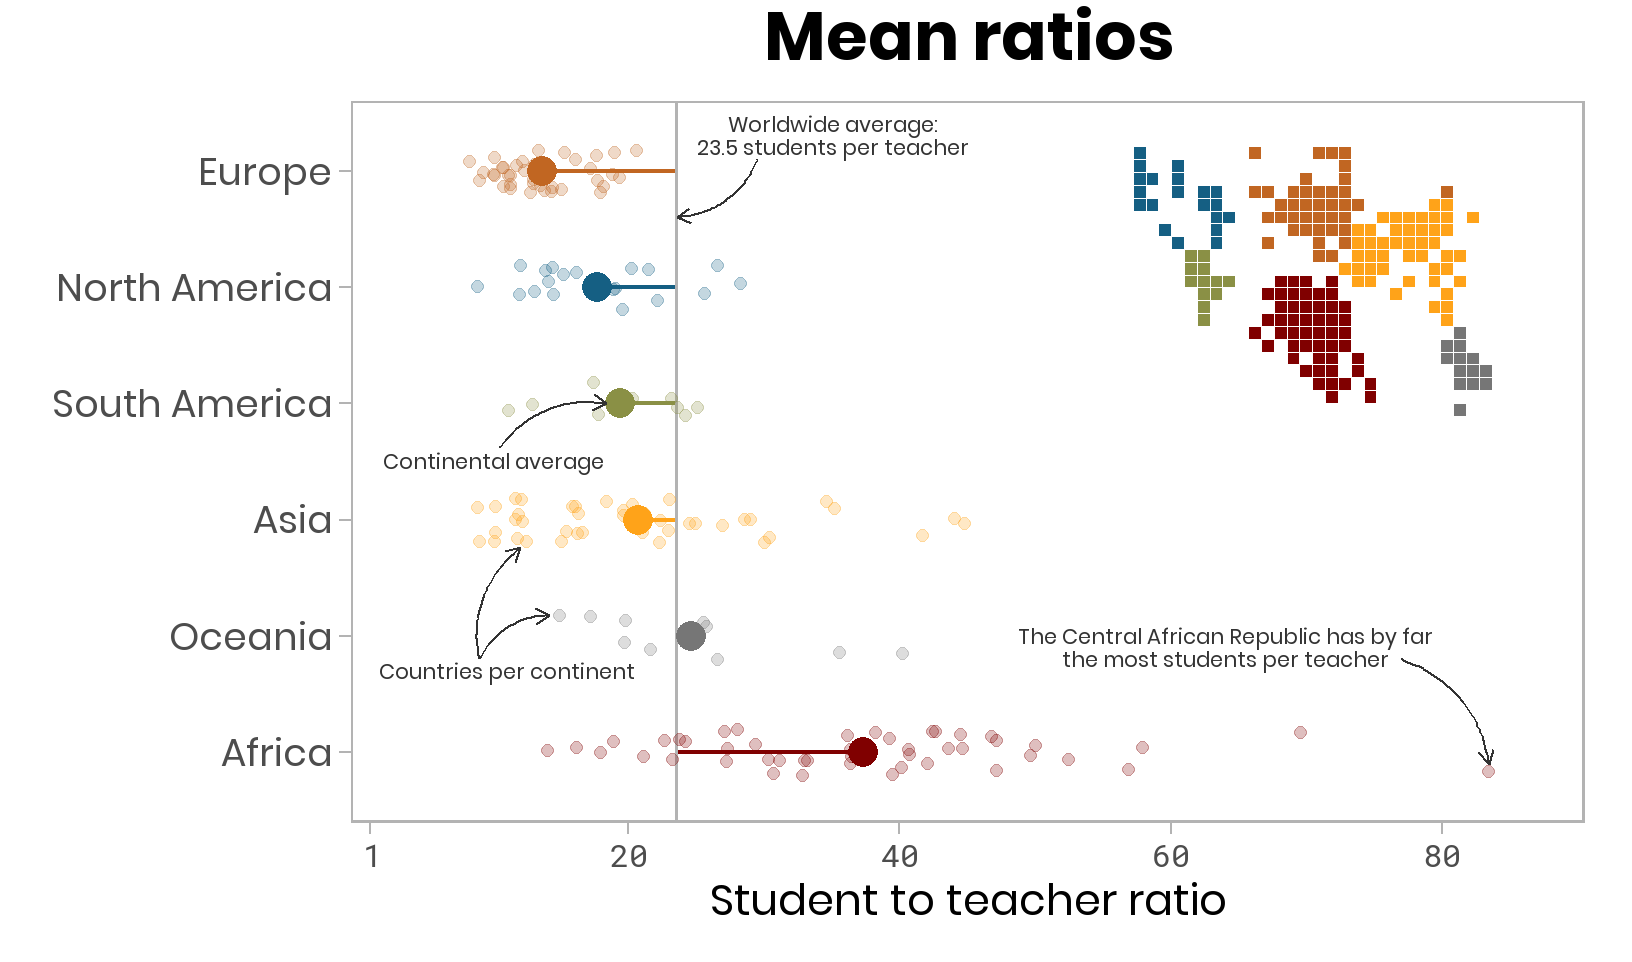 Mean ratios
Worldwide average:
23.5 students per teacher
Europe
North America
South America
Continental average
Asia
Oceania
Countries per continent
The Central African Republic has by far
the most students per teacher
Africa
1 20 40 60 80
Student to teacher ratio